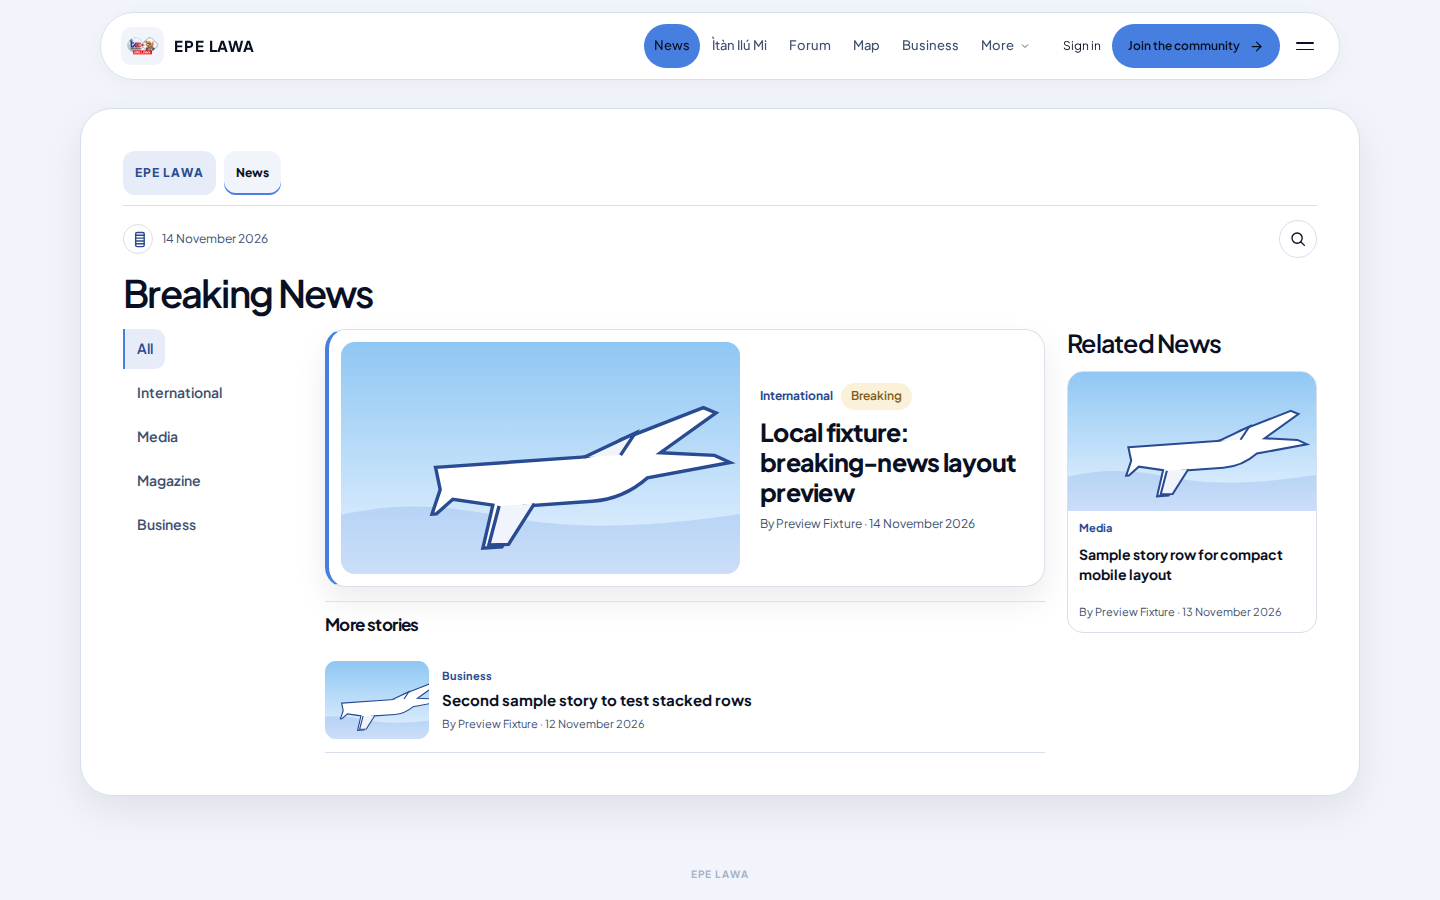 EPE LAWA
News
Ìtàn Ilú Mi
Forum
Map
Business
More
Sign in
Join the community
EPE LAWA
News
14 November 2026
Breaking News
All
International
Media
Magazine
Business
International
Breaking
Local fixture:
breaking-news layout
preview
By Preview Fixture · 14 November 2026
More stories
Business
Second sample story to test stacked rows
By Preview Fixture · 12 November 2026
Related News
Media
Sample story row for compact
mobile layout
By Preview Fixture · 13 November 2026
EPE LAWA